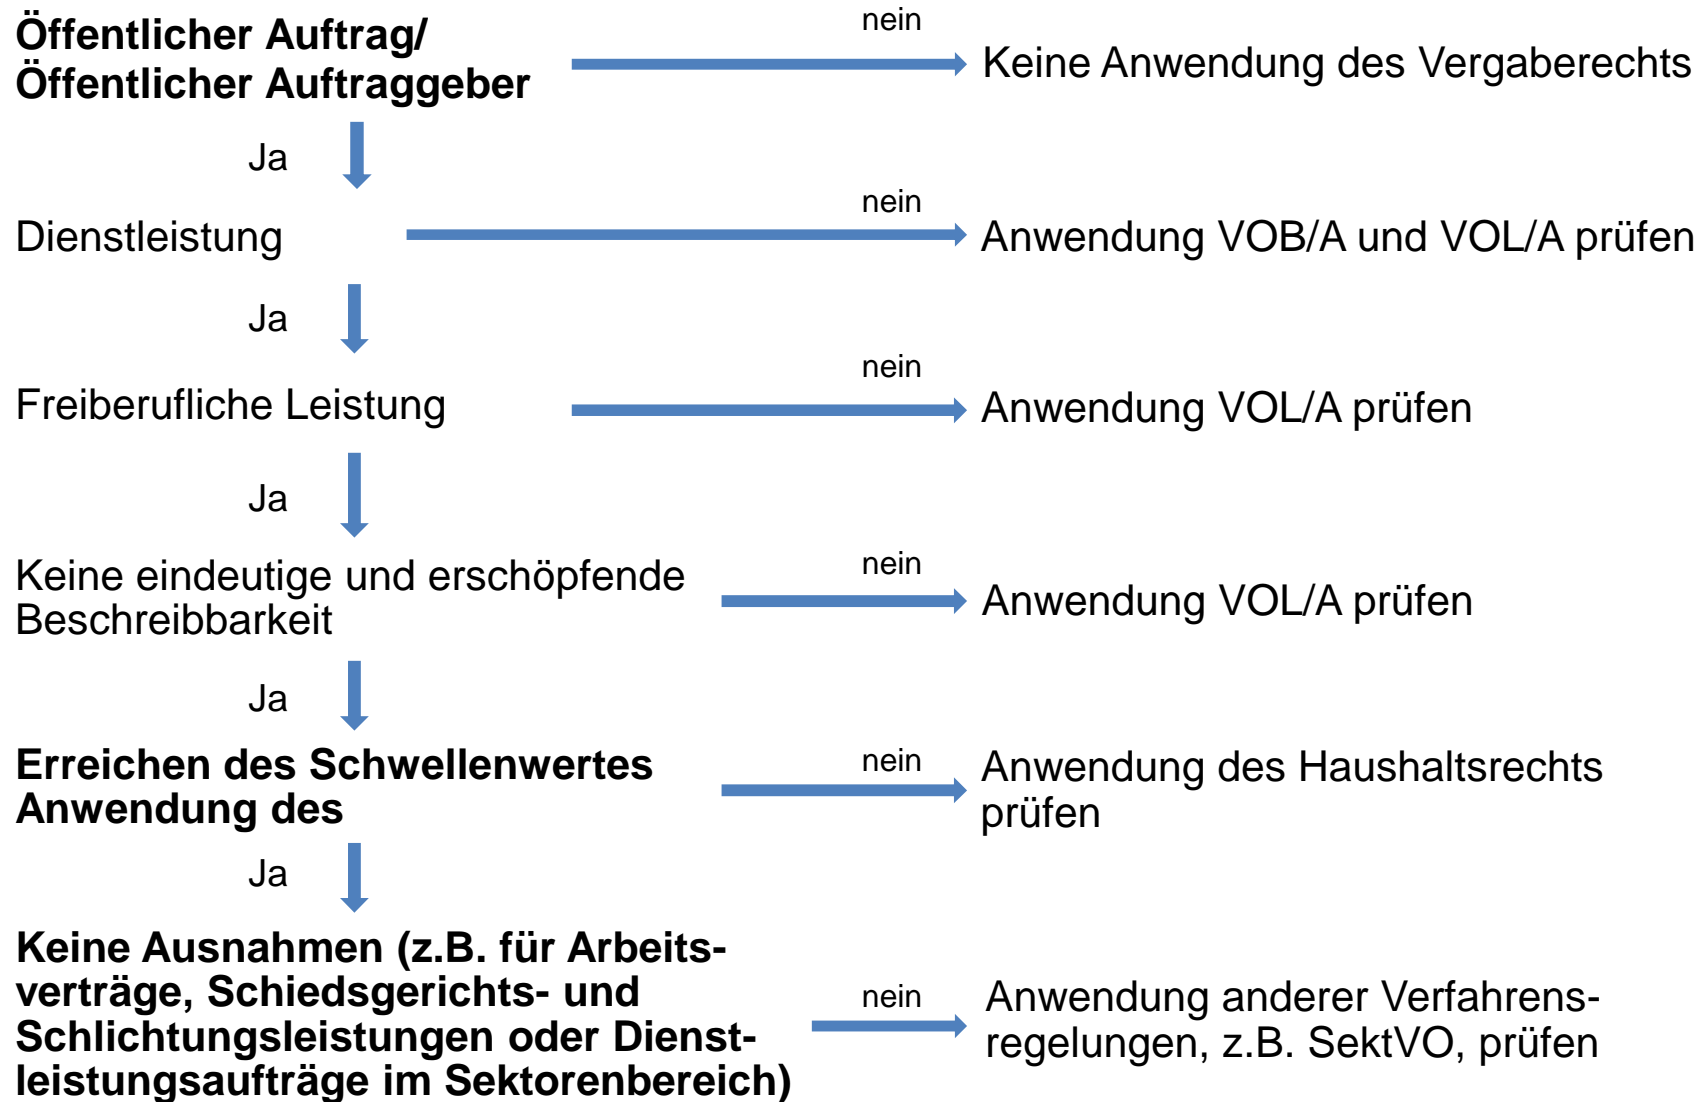 Öffentlicher Auftrag/
Öffentlicher Auftraggeber
nein
Keine Anwendung des Vergaberechts
Ja
Dienstleistung
nein
Anwendung VOB/A und VOL/A prüfen
Ja
Freiberufliche Leistung
nein
Anwendung VOL/A prüfen
Ja
Keine eindeutige und erschöpfende
Beschreibbarkeit
nein
Anwendung VOL/A prüfen
Ja
Erreichen des Schwellenwertes
Anwendung des
nein
Anwendung des Haushaltsrechts
prüfen
Ja
Keine Ausnahmen (z.B. für Arbeits-
verträge, Schiedsgerichts- und
Schlichtungsleistungen oder Dienst-
leistungsaufträge im Sektorenbereich)
nein
Anwendung anderer Verfahrens-
regelungen, z.B. SektVO, prüfen